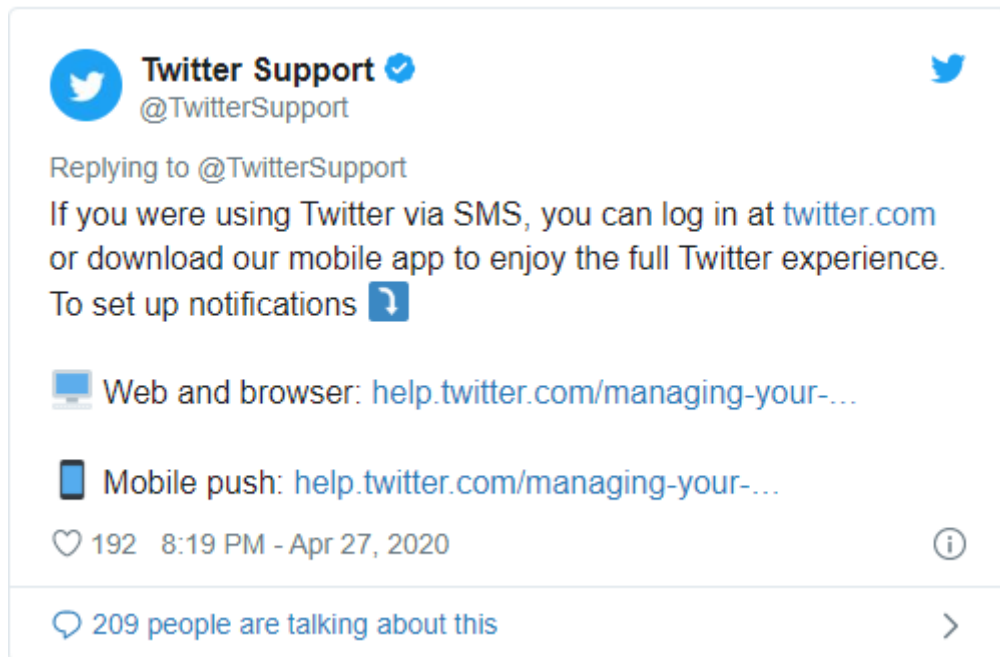 Twitter Support
@TwitterSupport
Replying to @TwitterSupport
If you were using Twitter via SMS, you can log in at twitter.com
or download our mobile app to enjoy the full Twitter experience.
To set up notifications ⤵️
🖥️ Web and browser: help.twitter.com/managing-your-…
📱 Mobile push: help.twitter.com/managing-your-…
192 8:19 PM - Apr 27, 2020
209 people are talking about this